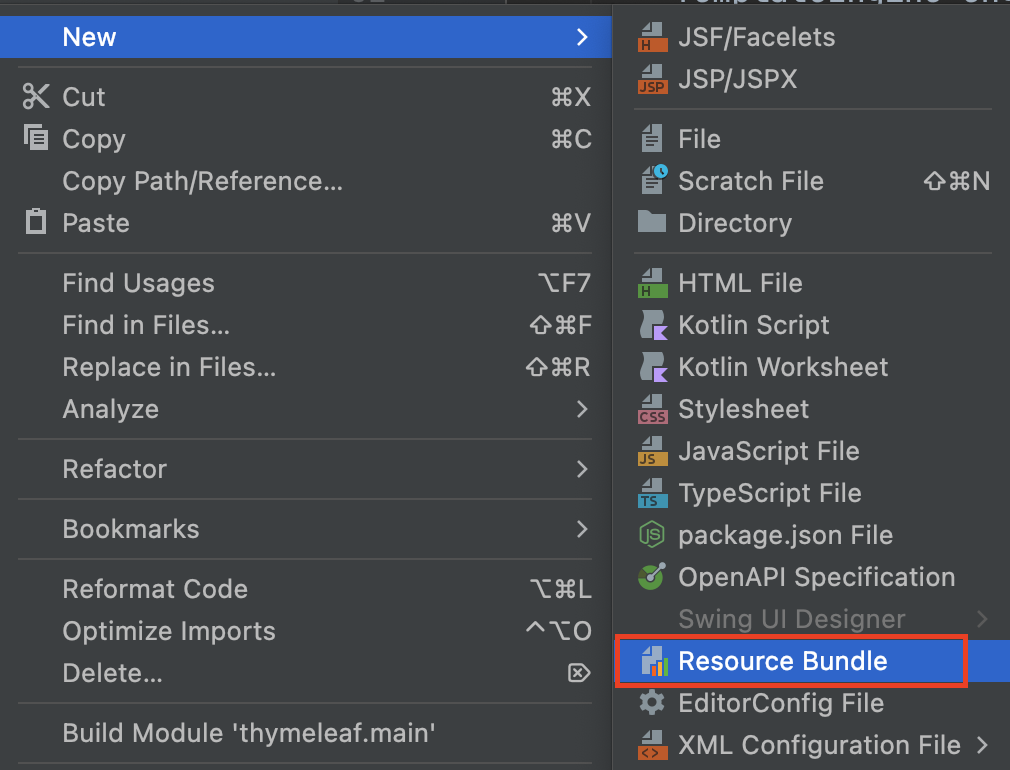 New
Cut ⌘X
Copy ⌘C
Copy Path/Reference...
Paste ⌘V
Find Usages ⌥F7
Find in Files... ⇧⌘F
Replace in Files... ⇧⌘R
Analyze
Refactor
Bookmarks
Reformat Code ⌥⌘L
Optimize Imports ^⌥O
Delete... ⌦
Build Module 'thymeleaf.main'
H JSF/Facelets
JSP JSP/JSPX
File
Scratch File ⇧⌘N
Directory
H HTML File
Kotlin Script
Kotlin Worksheet
CSS Stylesheet
JS JavaScript File
TS TypeScript File
JS package.json File
OpenAPI Specification
Swing UI Designer
Resource Bundle
EditorConfig File
<> XML Configuration File